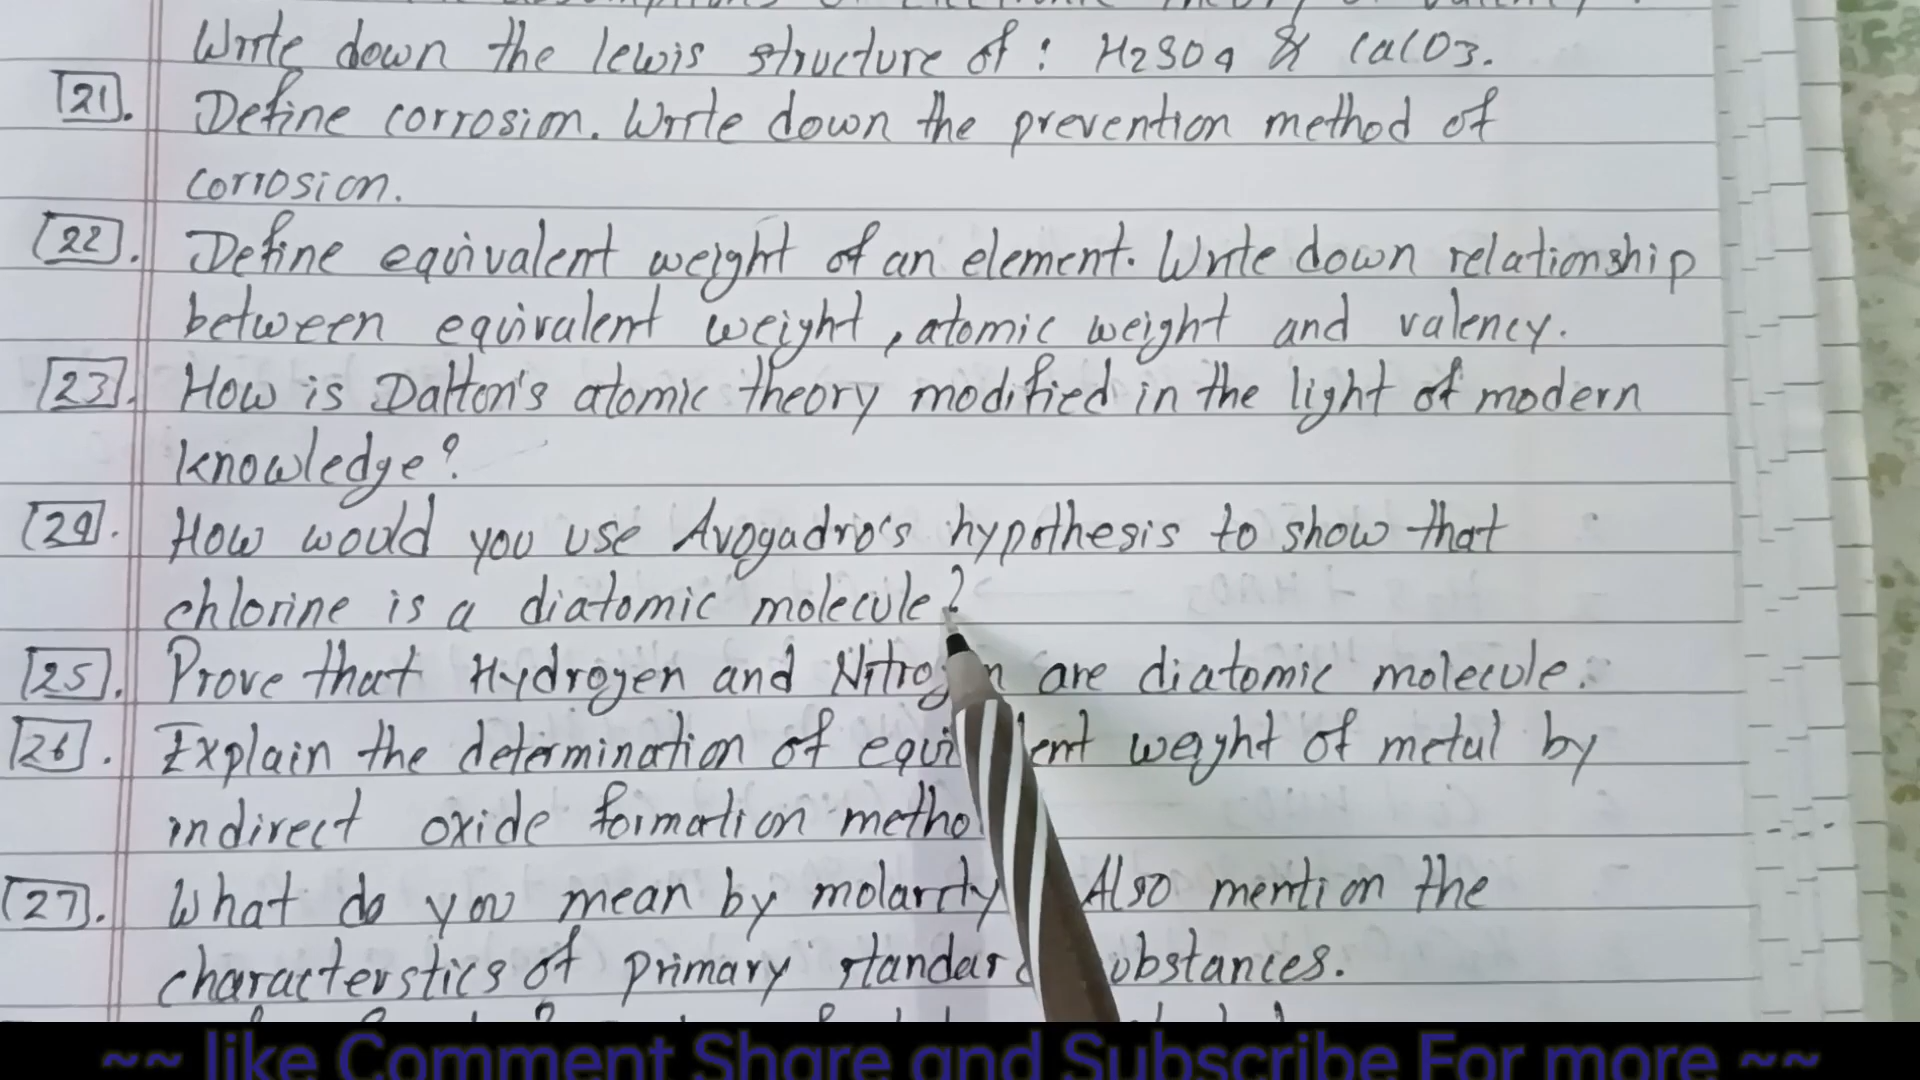 Write down the lewis structure of : H2SO4 & CaCO3.
21. Define corrosion. Write down the prevention method of
corrosion.
22. Define equivalent weight of an element. Write down relationship
between equivalent weight, atomic weight and valency.
23. How is Dalton's atomic theory modified in the light of modern
knowledge?
24. How would you use Avogadro's hypothesis to show that
chlorine is a diatomic molecule?
25. Prove that Hydrogen and Nitrogen are diatomic molecule.
26. Explain the determination of equivalent weight of metal by
indirect oxide formation metho
27. What do you mean by molarity Also mention the
characterstics of primary standard substances.
~~ like Comment Share and Subscribe For more ~~